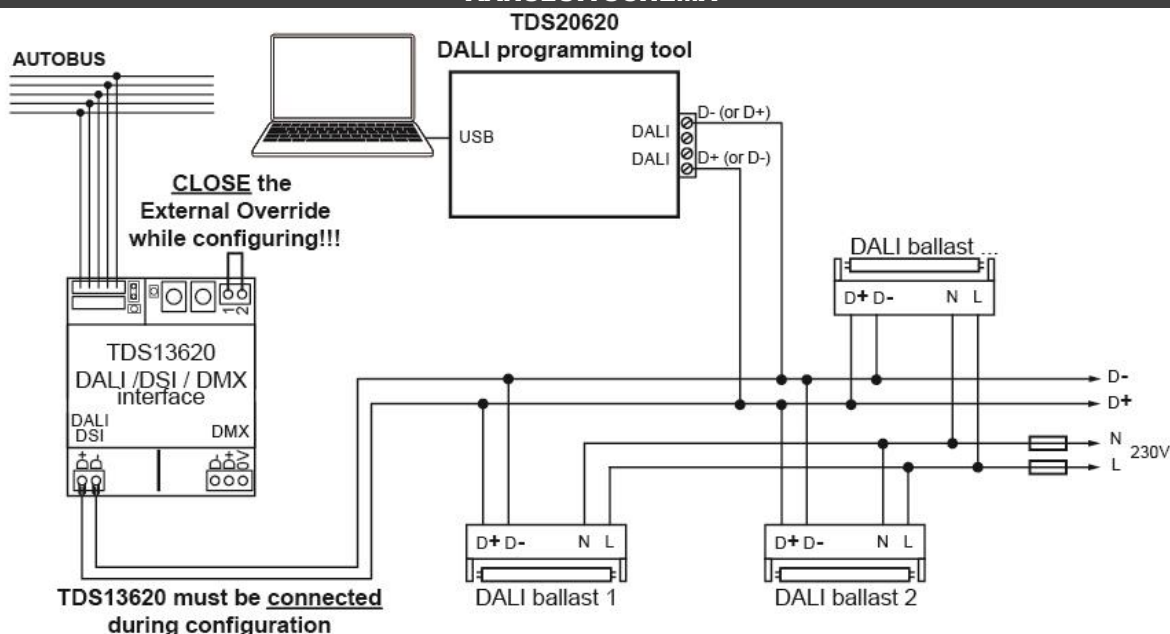 TDS20620
DALI programming tool
AUTOBUS
USB
DALI
DALI
D- (or D+)
D+ (or D-)
CLOSE the
External Override
while configuring!!!
1
2
TDS13620
DALI /DSI / DMX
interface
DALI
DSI
DMX
D+
D-
D-
D+
0V
DALI ballast ...
D+ D- N L
D-
D+
N
230V
L
D+ D- N L
DALI ballast 1
D+ D- N L
DALI ballast 2
TDS13620 must be connected
during configuration